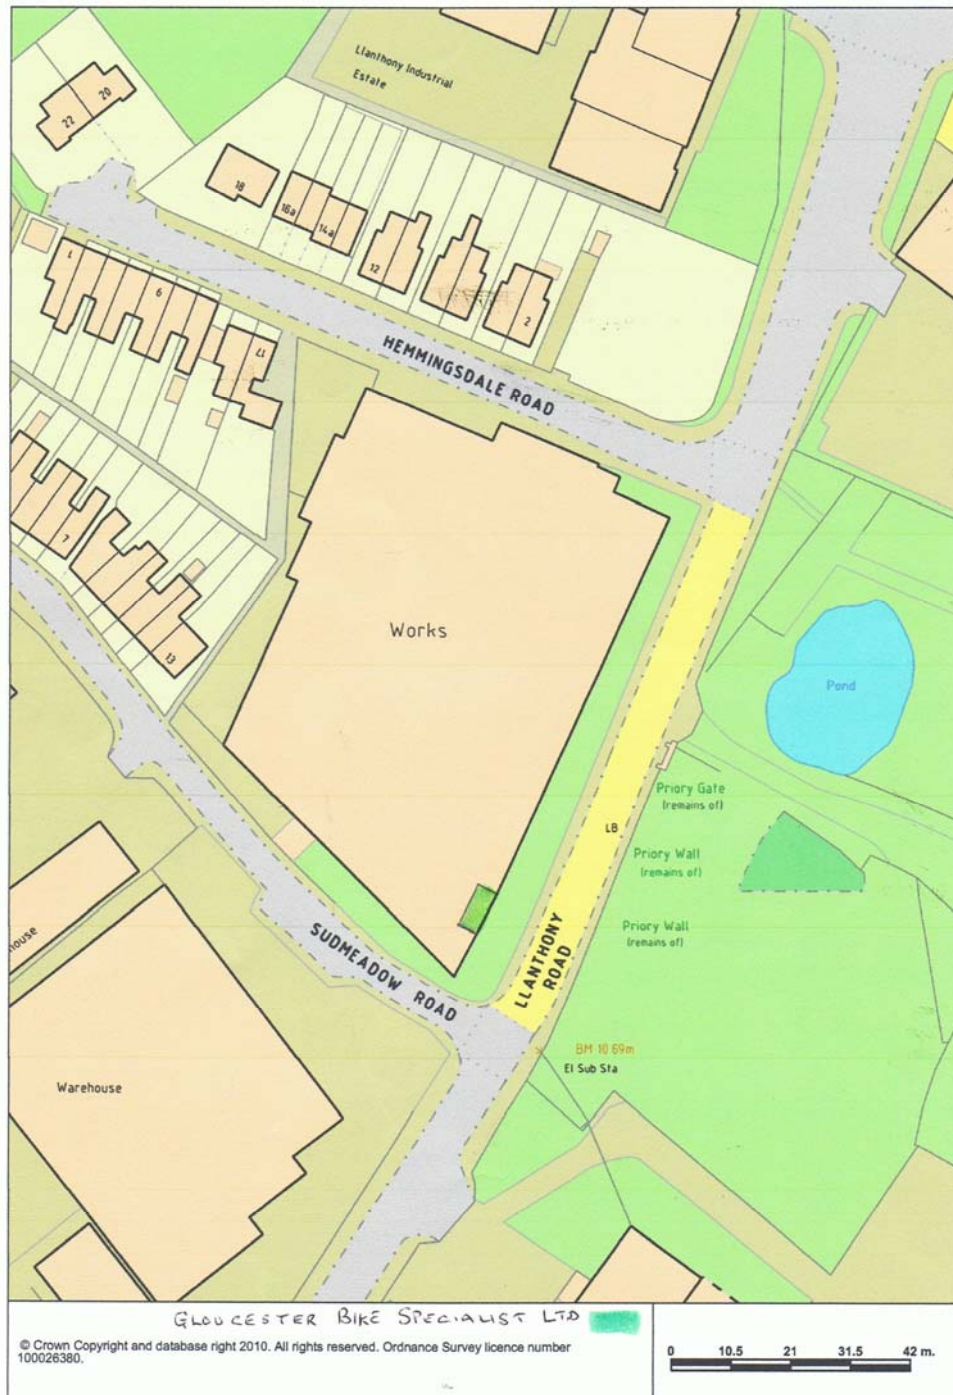 Llanthony Industrial
Estate
20
22
18
16a
14a
12
2
1
9
17
HEMMINGSDALE ROAD
7
13
Works
Pond
Priory Gate
(remains of)
LB
Priory Wall
(remains of)
Priory Wall
(remains of)
LLANTHONY
ROAD
SUDMEADOW ROAD
house
BM 10 69m
El Sub Sta
Warehouse
GLOUCESTER BIKE SPECIALIST LTD
© Crown Copyright and database right 2010. All rights reserved. Ordnance Survey licence number
100026380.
0 10.5 21 31.5 42 m.